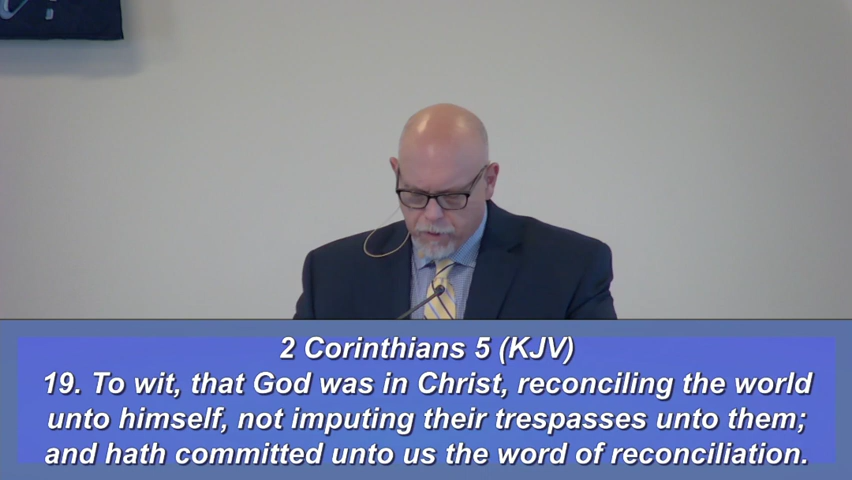 2 Corinthians 5 (KJV)
19. To wit, that God was in Christ, reconciling the world
unto himself, not imputing their trespasses unto them;
and hath committed unto us the word of reconciliation.